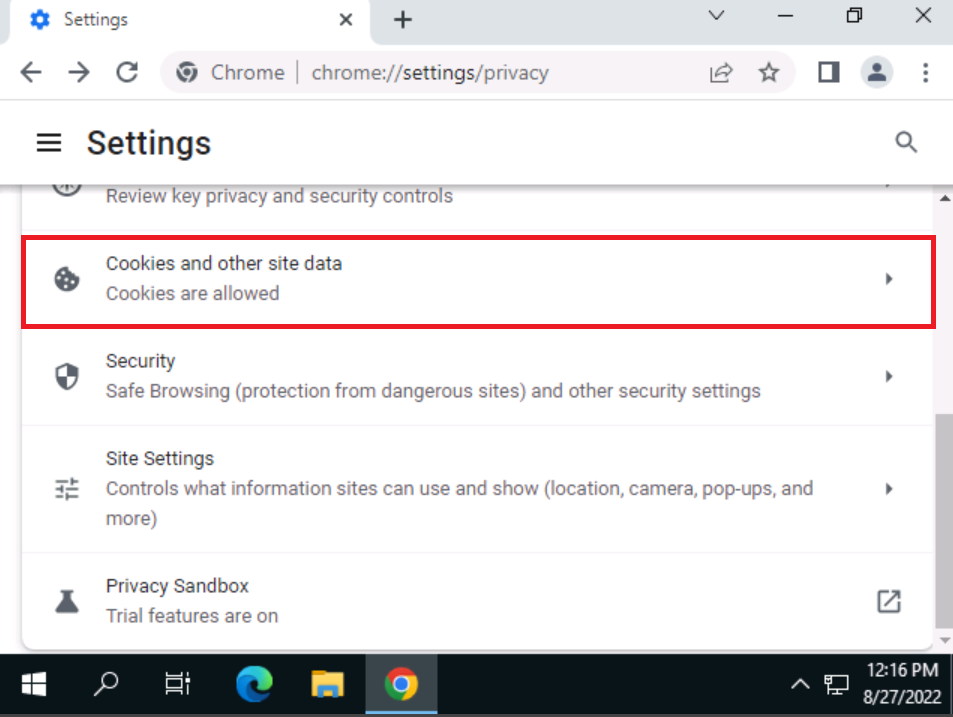 Settings
Chrome | chrome://settings/privacy
Settings
Review key privacy and security controls
Cookies and other site data
Cookies are allowed
Security
Safe Browsing (protection from dangerous sites) and other security settings
Site Settings
Controls what information sites can use and show (location, camera, pop-ups, and
more)
Privacy Sandbox
Trial features are on
12:16 PM
8/27/2022